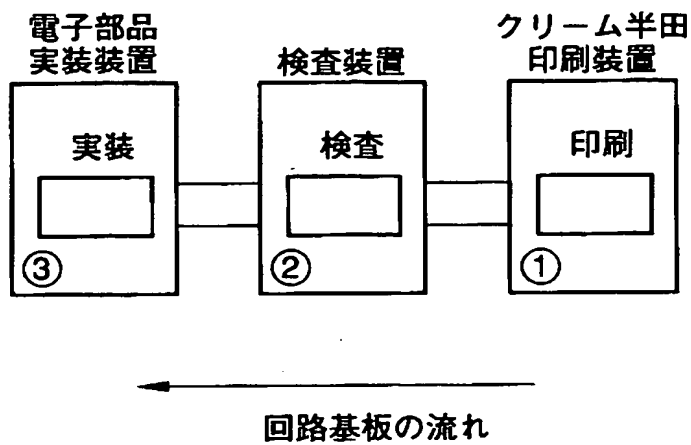 電子部品
実装装置
検査装置
クリーム半田
印刷装置
実装
検査
印刷
③
②
①
回路基板の流れ